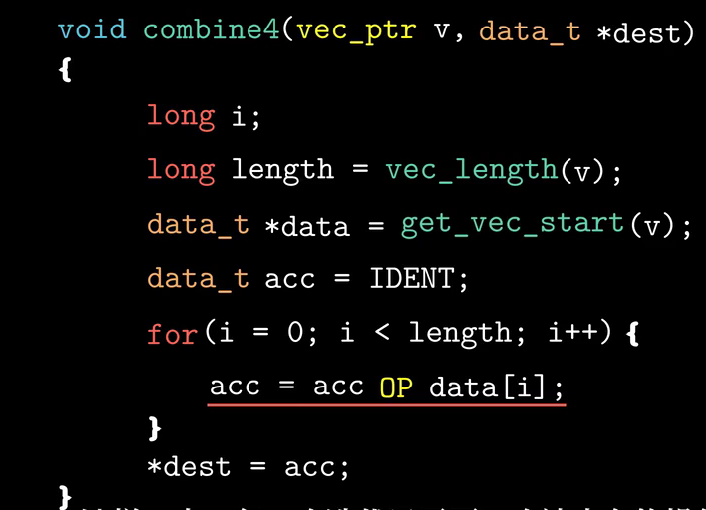 void combine4(vec_ptr v, data_t *dest)
{
long i;
long length = vec_length(v);
data_t *data = get_vec_start(v);
data_t acc = IDENT;
for(i = 0; i < length; i++) {
acc = acc OP data[i];
}
*dest = acc;
}